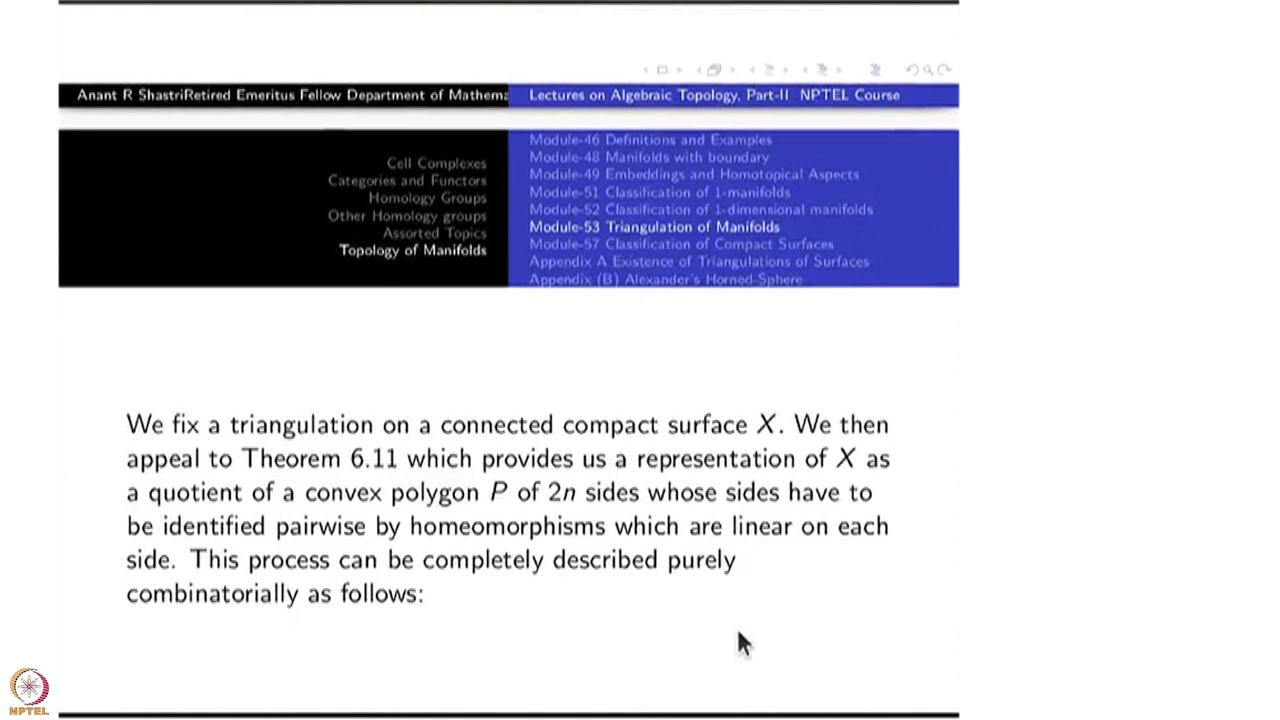 Anant R ShastriRetired Emeritus Fellow Department of Mathema
Lectures on Algebraic Topology, Part-II NPTEL Course
Cell Complexes
Categories and Functors
Homology Groups
Other Homology groups
Assorted Topics
Topology of Manifolds
Module-46 Definitions and Examples
Module-48 Manifolds with boundary
Module-49 Embeddings and Homotopical Aspects
Module-51 Classification of 1-manifolds
Module-52 Classification of 1-dimensional manifolds
Module-53 Triangulation of Manifolds
Module-57 Classification of Compact Surfaces
Appendix A Existence of Triangulations of Surfaces
Appendix (B) Alexander's Horned Sphere
We fix a triangulation on a connected compact surface X. We then
appeal to Theorem 6.11 which provides us a representation of X as
a quotient of a convex polygon P of 2n sides whose sides have to
be identified pairwise by homeomorphisms which are linear on each
side. This process can be completely described purely
combinatorially as follows:
NPTEL